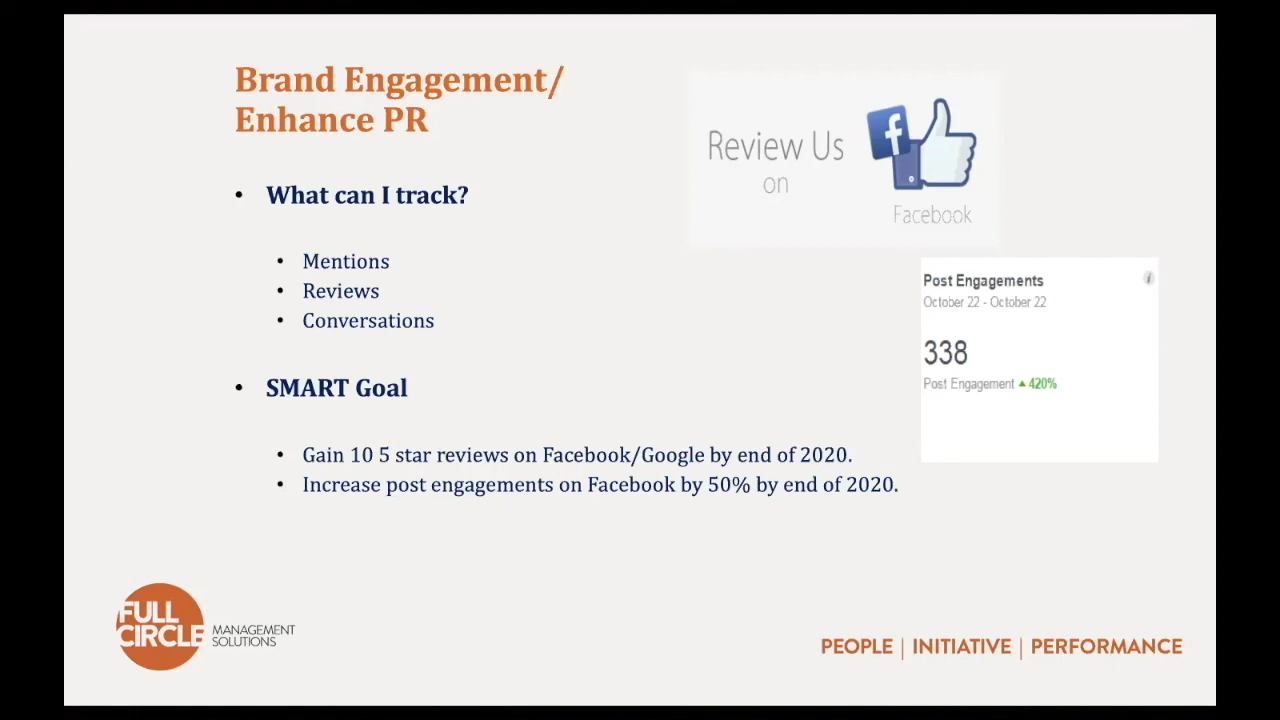 Brand Engagement/
Enhance PR
• What can I track?
• Mentions
• Reviews
• Conversations
• SMART Goal
• Gain 10 5 star reviews on Facebook/Google by end of 2020.
• Increase post engagements on Facebook by 50% by end of 2020.
Review Us
on
f
Facebook
Post Engagements i
October 22 - October 22
338
Post Engagement ▲ 420%
FULL
CIRCLE
MANAGEMENT
SOLUTIONS
PEOPLE | INITIATIVE | PERFORMANCE